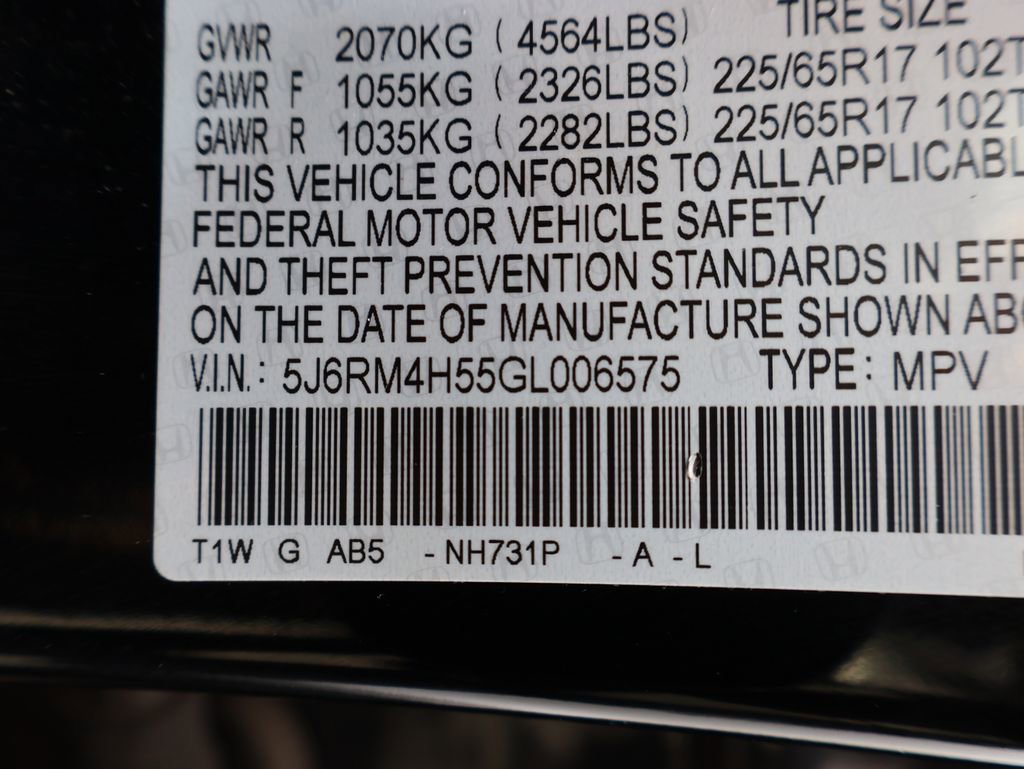 TIRE SIZE
GVWR 2070KG ( 4564LBS)
GAWR F 1055KG ( 2326LBS) 225/65R17 102T
GAWR R 1035KG ( 2282LBS) 225/65R17 102T
THIS VEHICLE CONFORMS TO ALL APPLICABL
FEDERAL MOTOR VEHICLE SAFETY
AND THEFT PREVENTION STANDARDS IN EFF
ON THE DATE OF MANUFACTURE SHOWN AB
V.I.N.: 5J6RM4H55GL006575 TYPE: MPV
T1W G AB5 -NH731P -A -L